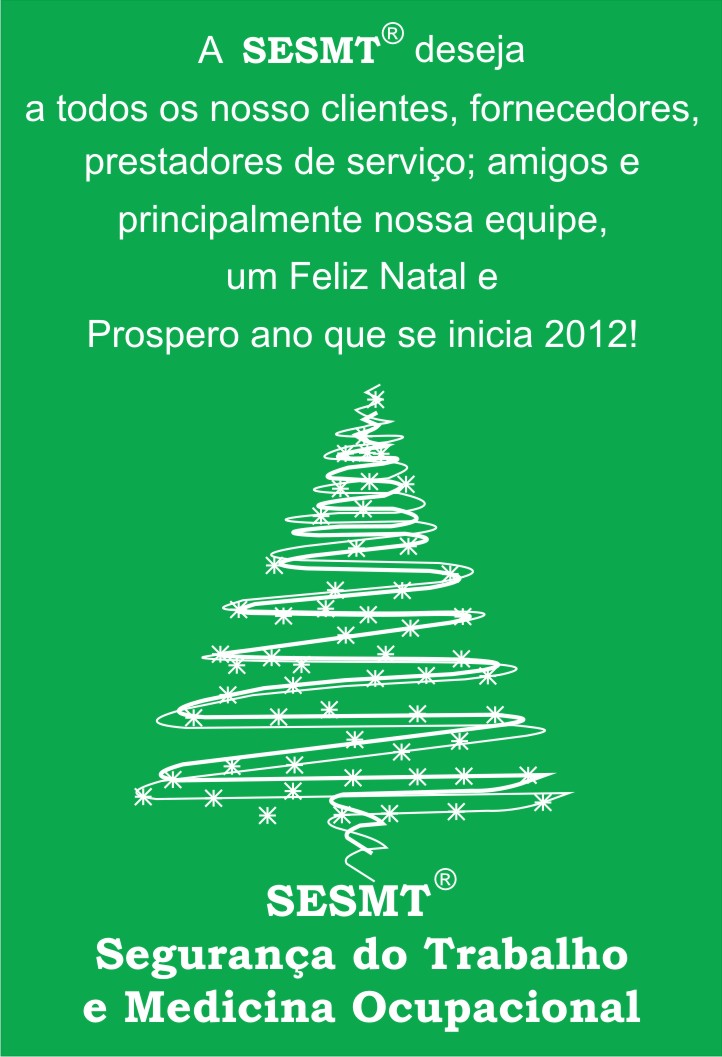 A SESMT® deseja
a todos os nosso clientes, fornecedores,
prestadores de serviço; amigos e
principalmente nossa equipe,
um Feliz Natal e
Prospero ano que se inicia 2012!
SESMT®
Segurança do Trabalho
e Medicina Ocupacional